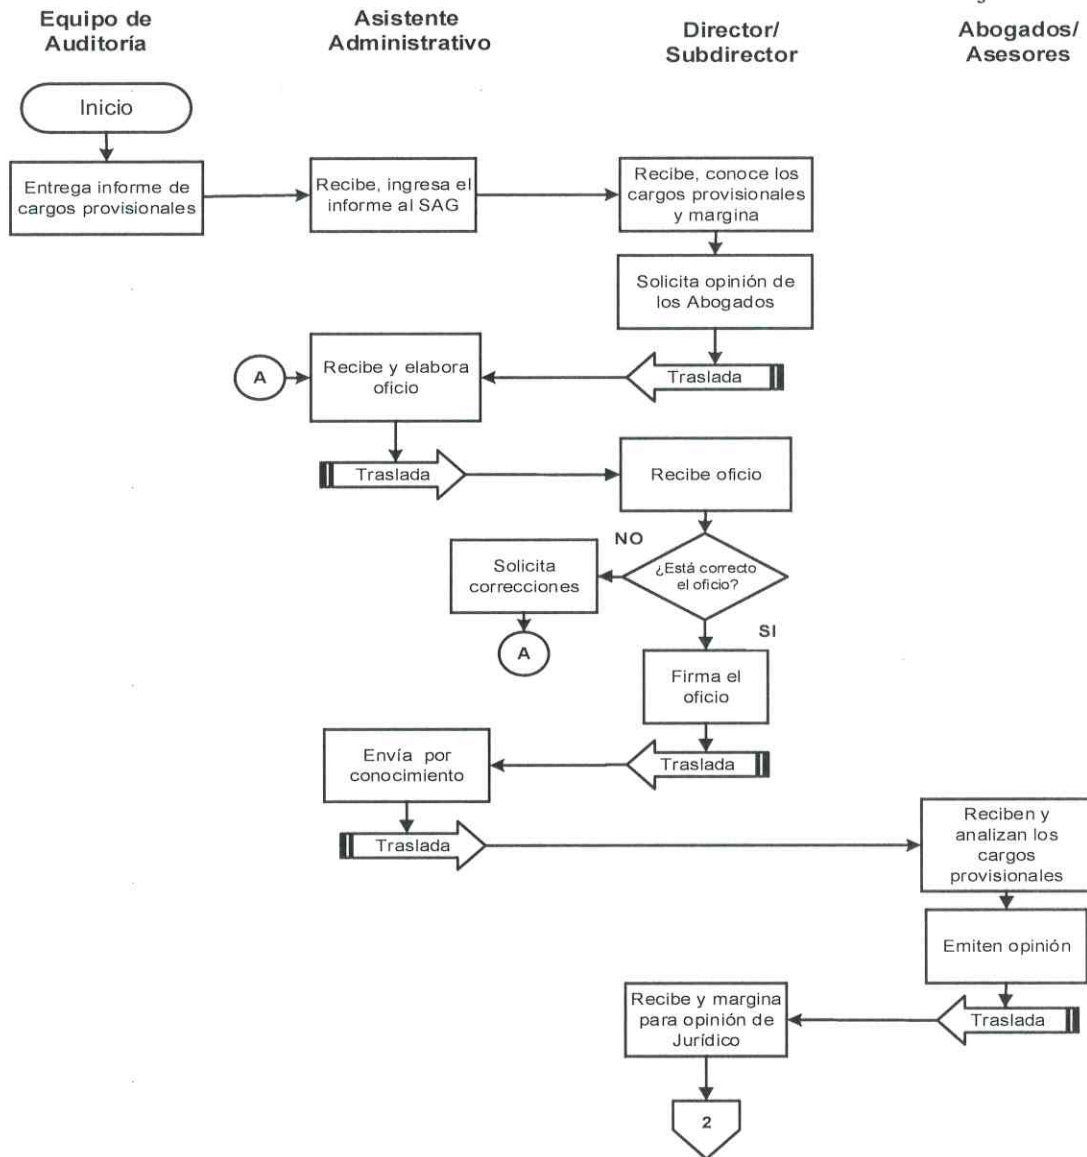 Equipo de
Auditoría
Asistente
Administrativo
Director/
Subdirector
Abogados/
Asesores
Inicio
Entrega informe de
cargos provisionales
Recibe, ingresa el
informe al SAG
Recibe, conoce los
cargos provisionales
y margina
Solicita opinión de
los Abogados
A
Recibe y elabora
oficio
Traslada
Traslada
Recibe oficio
NO
Solicita
correcciones
¿Está correcto
el oficio?
A
SI
Firma el
oficio
Envía por
conocimiento
Traslada
Traslada
Reciben y
analizan los
cargos
provisionales
Emiten opinión
Recibe y margina
para opinión de
Jurídico
Traslada
2